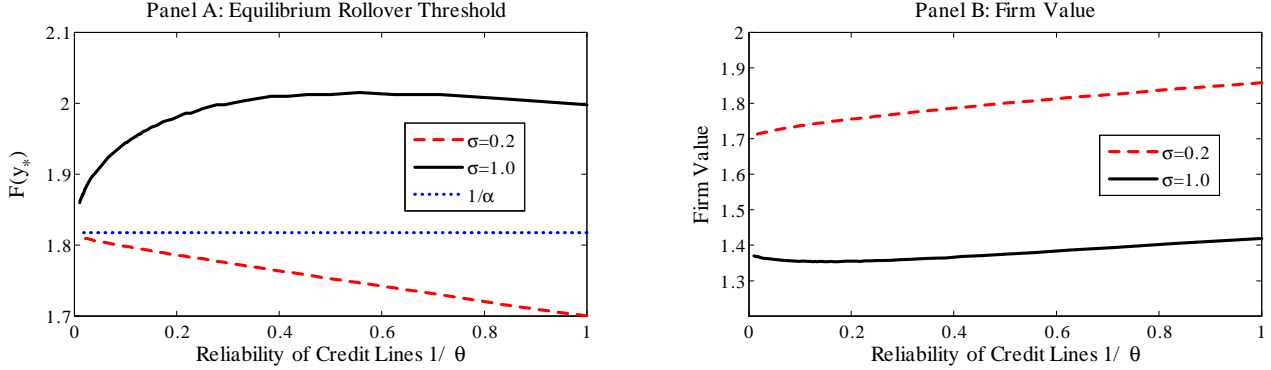 Panel A: Equilibrium Rollover Threshold
2.1
2
1.9
1.8
1.7
F(y*)
0
0.2
0.4
0.6
0.8
1
Reliability of Credit Lines 1/ θ
σ=0.2
σ=1.0
1/α
Panel B: Firm Value
2
1.9
1.8
1.7
1.6
1.5
1.4
1.3
Firm Value
0
0.2
0.4
0.6
0.8
1
Reliability of Credit Lines 1/ θ
σ=0.2
σ=1.0